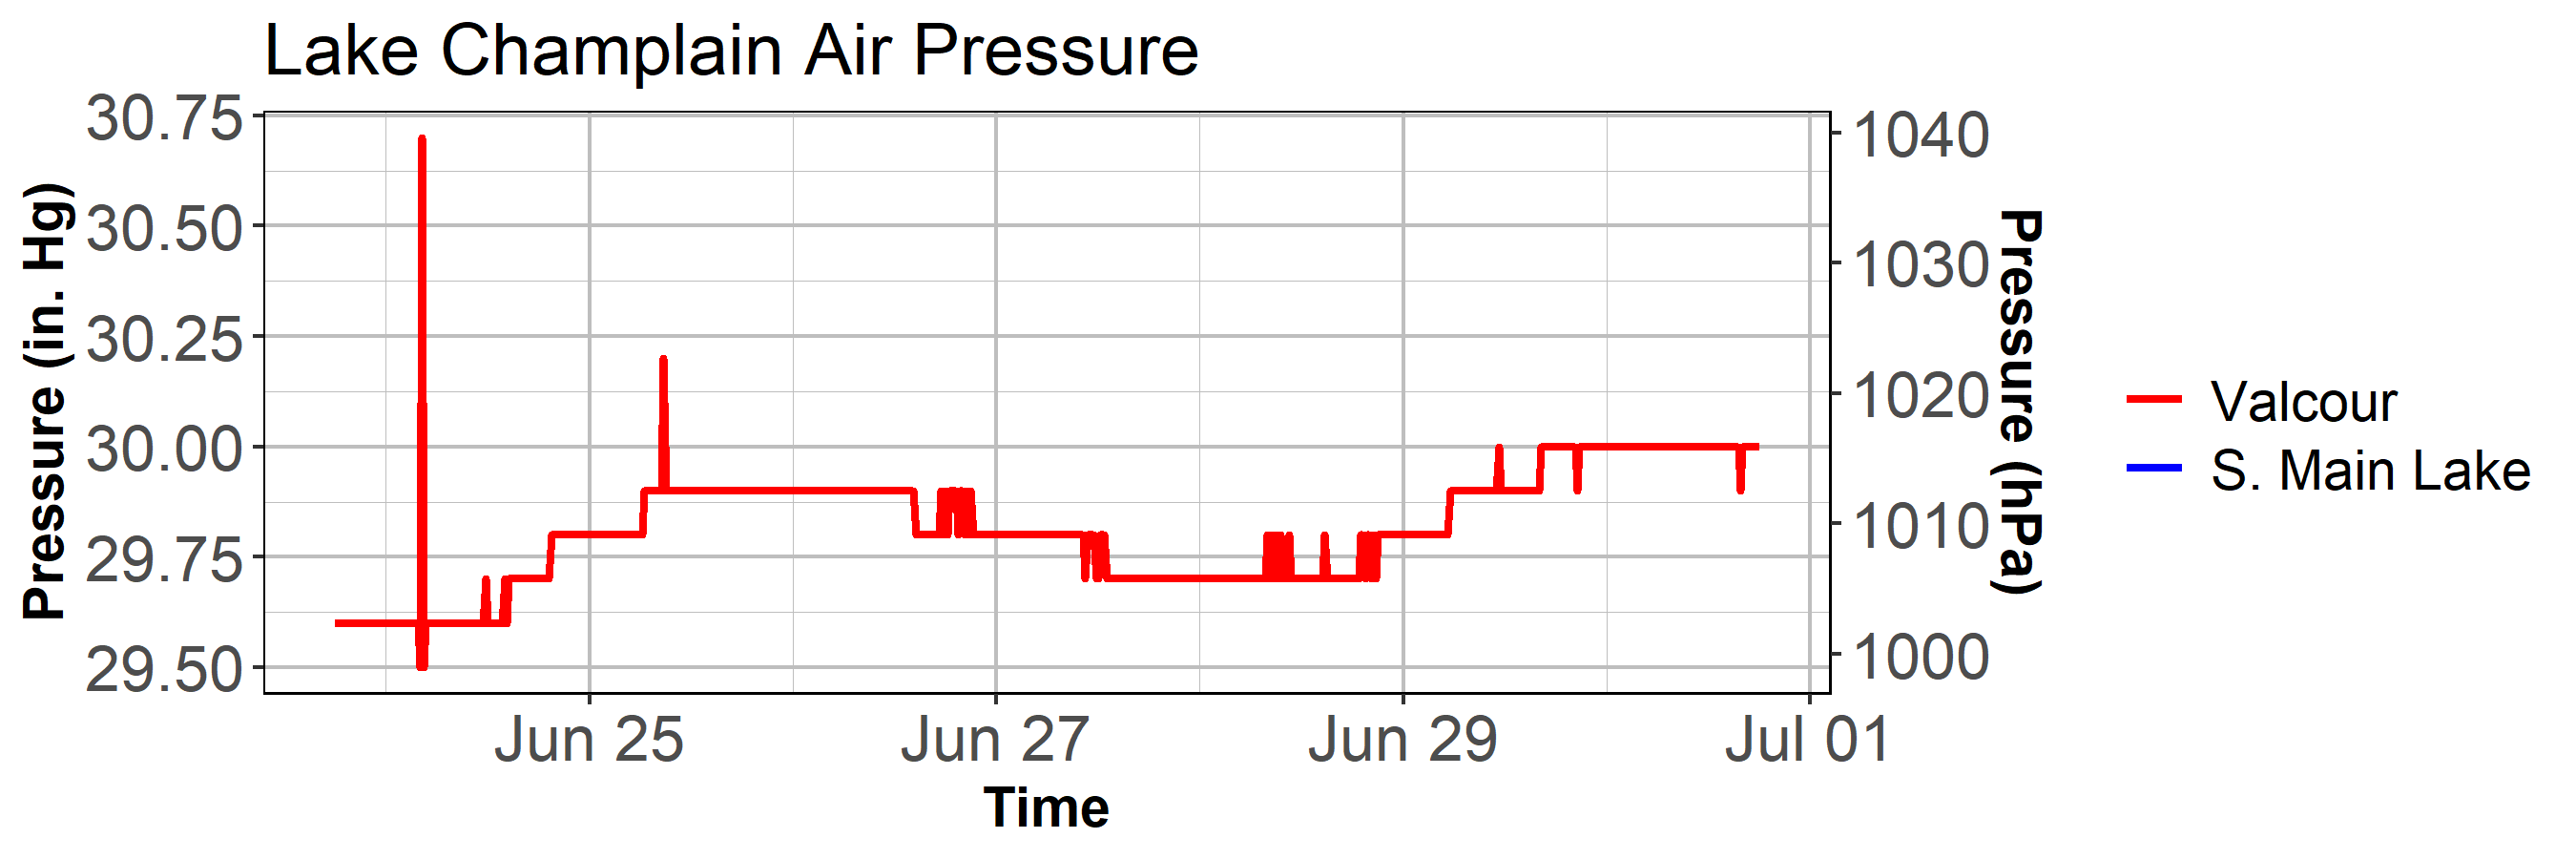 Lake Champlain Air Pressure
Pressure (in. Hg)
30.75
30.50
30.25
30.00
29.75
29.50
1040
1030
1020
1010
1000
Pressure (hPa)
Valcour
S. Main Lake
Jun 25
Jun 27
Jun 29
Jul 01
Time